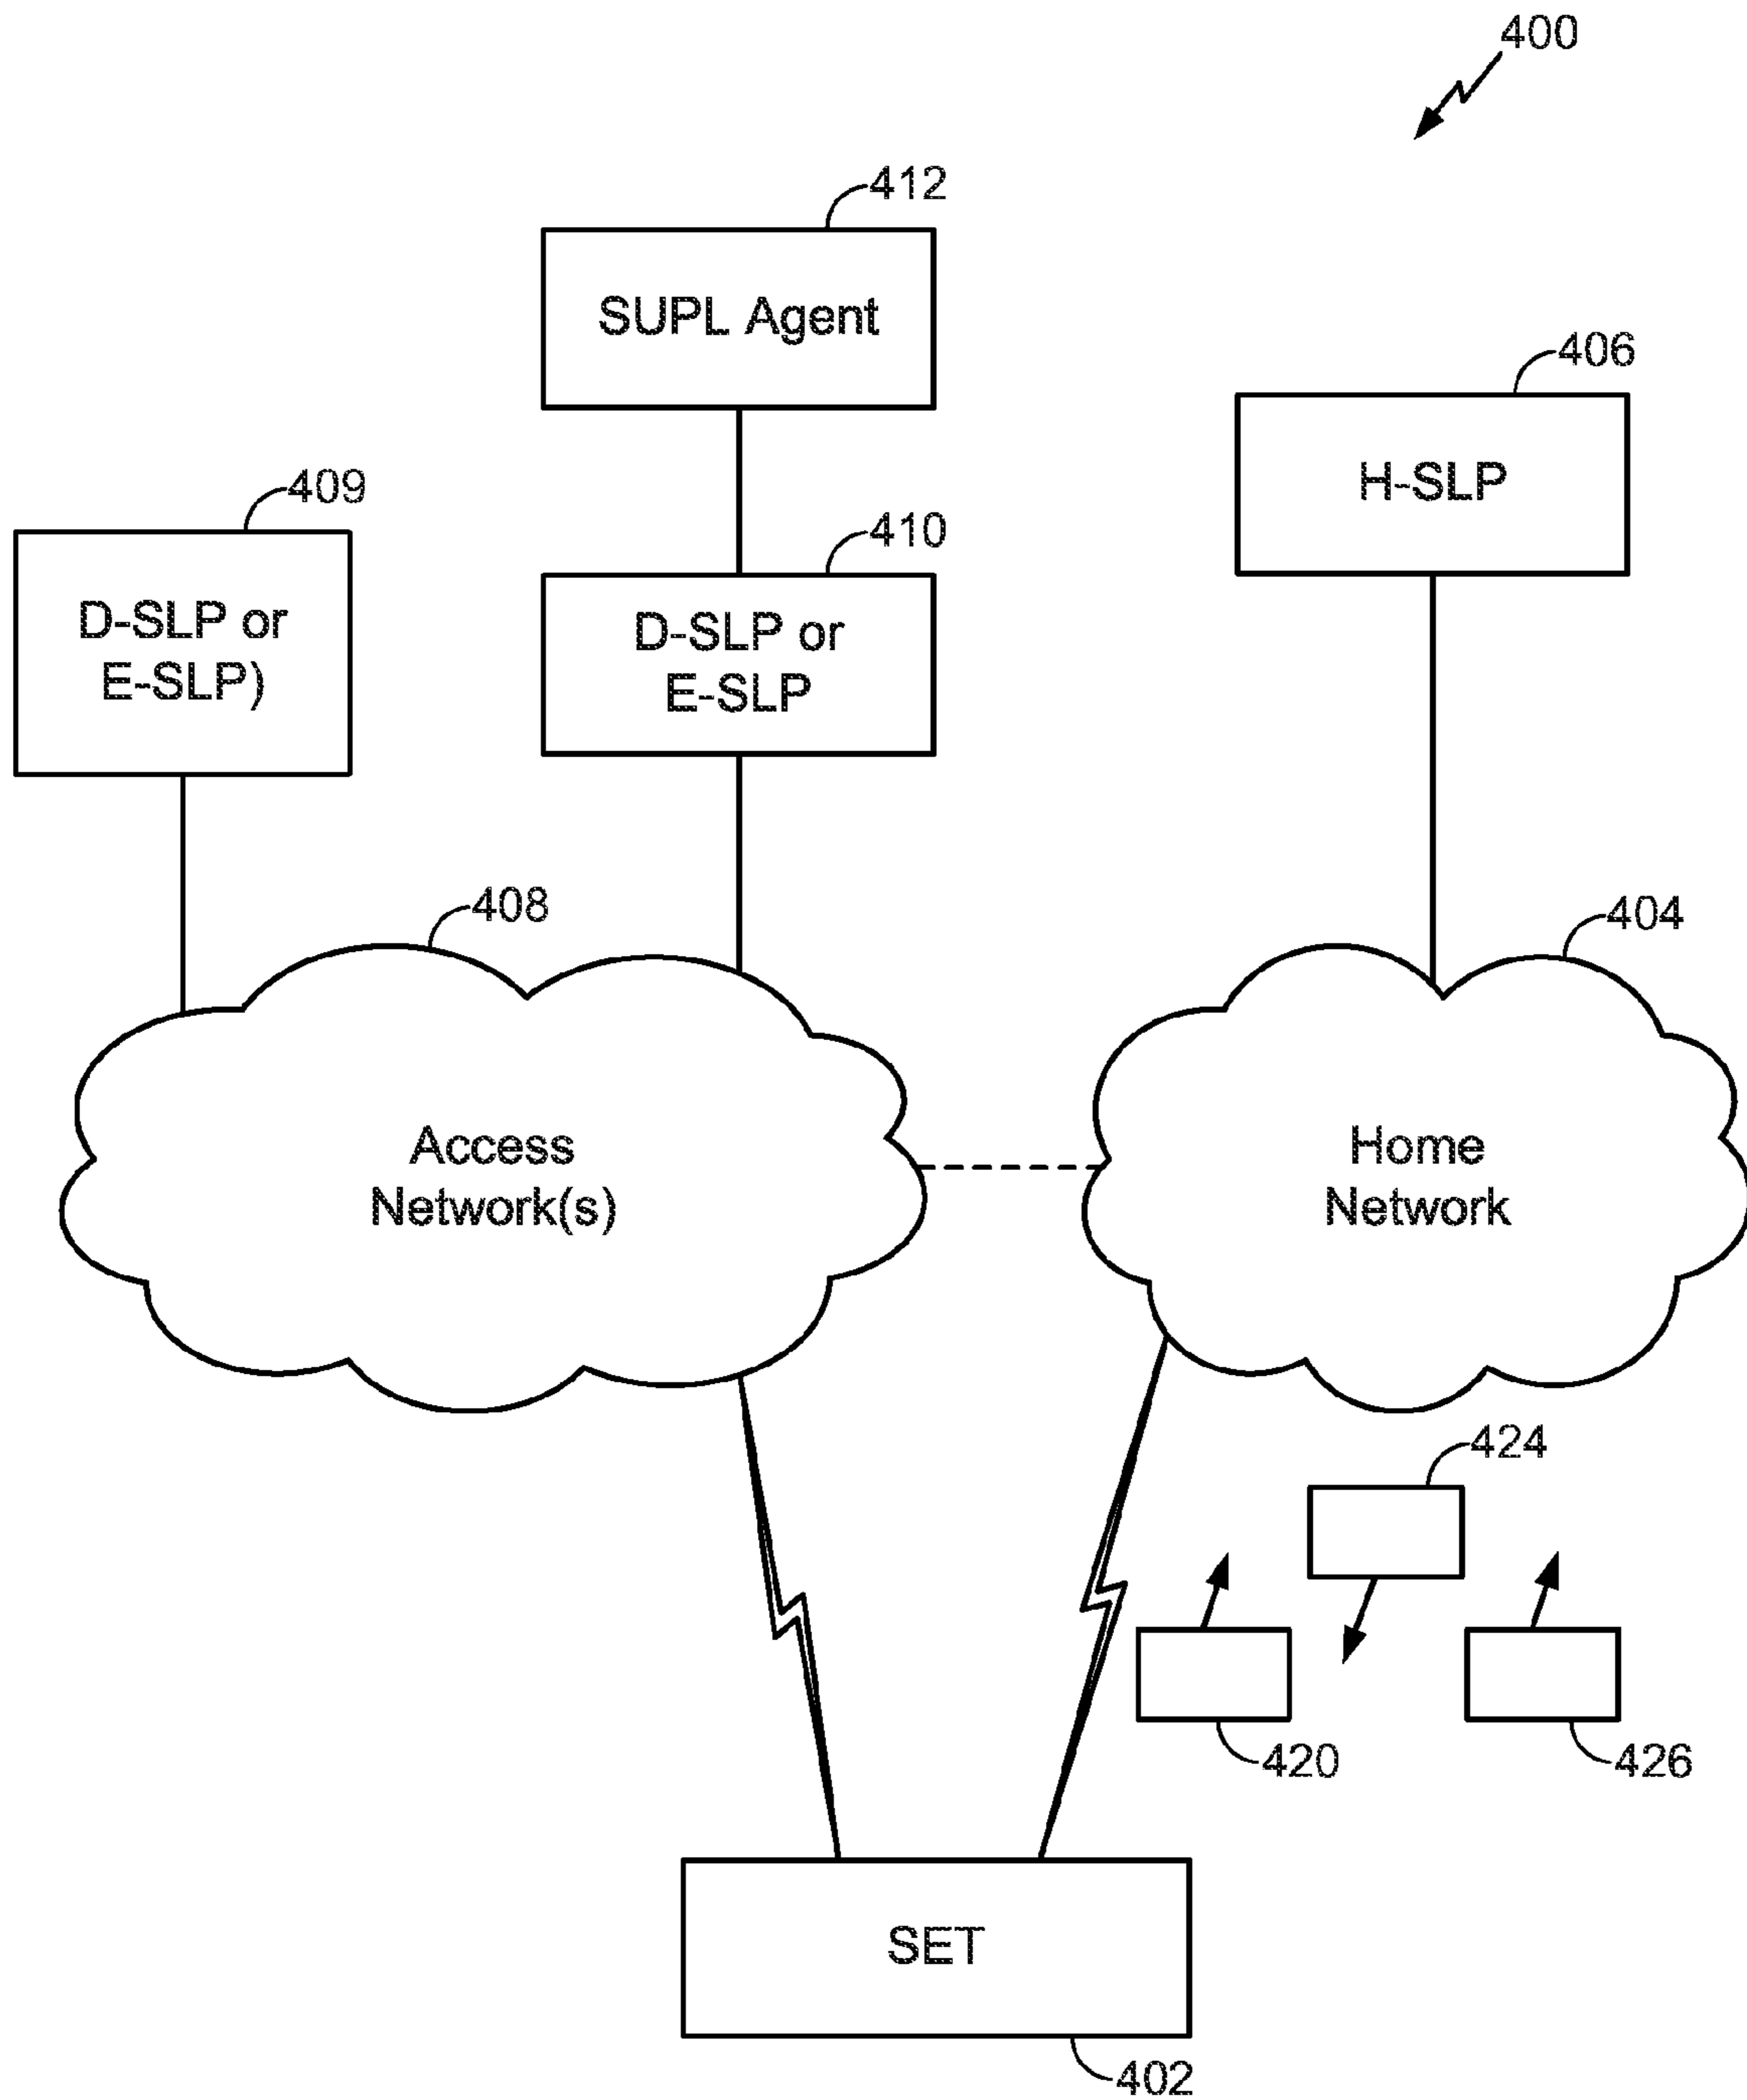 400
412
SUPL Agent
406
H-SLP
409
D-SLP or
E-SLP)
410
D-SLP or
E-SLP
408
404
Access
Network(s)
Home
Network
424
420
426
SET
402